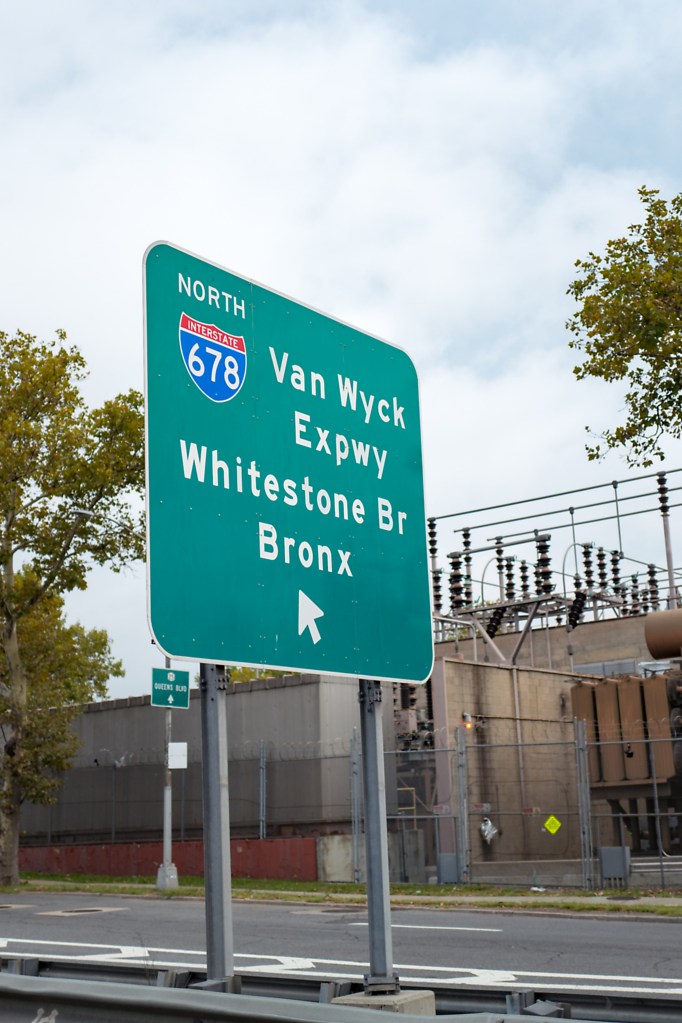 NORTH
INTERSTATE
678
Van Wyck
Expwy
Whitestone Br
Bronx
QUEENS BLVD